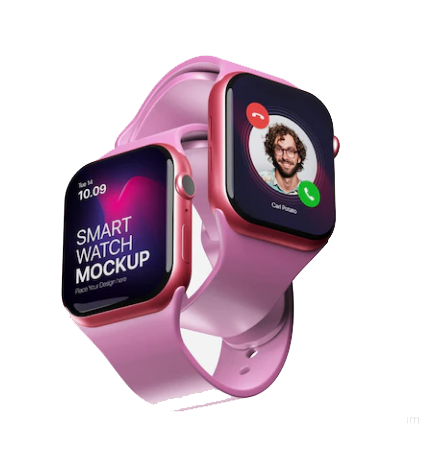 Tue 14
10.09
SMART
WATCH
MOCKUP
Place Your Design here
Carl Potato